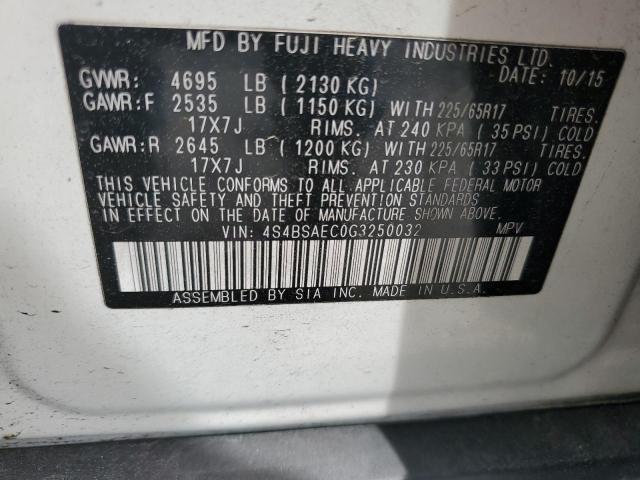 MFD BY FUJI HEAVY INDUSTRIES LTD.
DATE: 10/15
GVWR: 4695 LB (2130 KG)
GAWR:F 2535 LB (1150 KG) WITH 225/65R17 TIRES.
17X7J RIMS. AT 240 KPA (35 PSI) COLD
GAWR:R 2645 LB (1200 KG) WITH 225/65R17 TIRES.
17X7J RIMS. AT 230 KPA (33 PSI) COLD
THIS VEHICLE CONFORMS TO ALL APPLICABLE FEDERAL MOTOR
VEHICLE SAFETY AND THEFT PREVENTION STANDARDS
IN EFFECT ON THE DATE OF MANUFACTURE SHOWN ABOVE.
VIN: 4S4BSAEC0G3250032 MPV
ASSEMBLED BY SIA INC. MADE IN U.S.A.